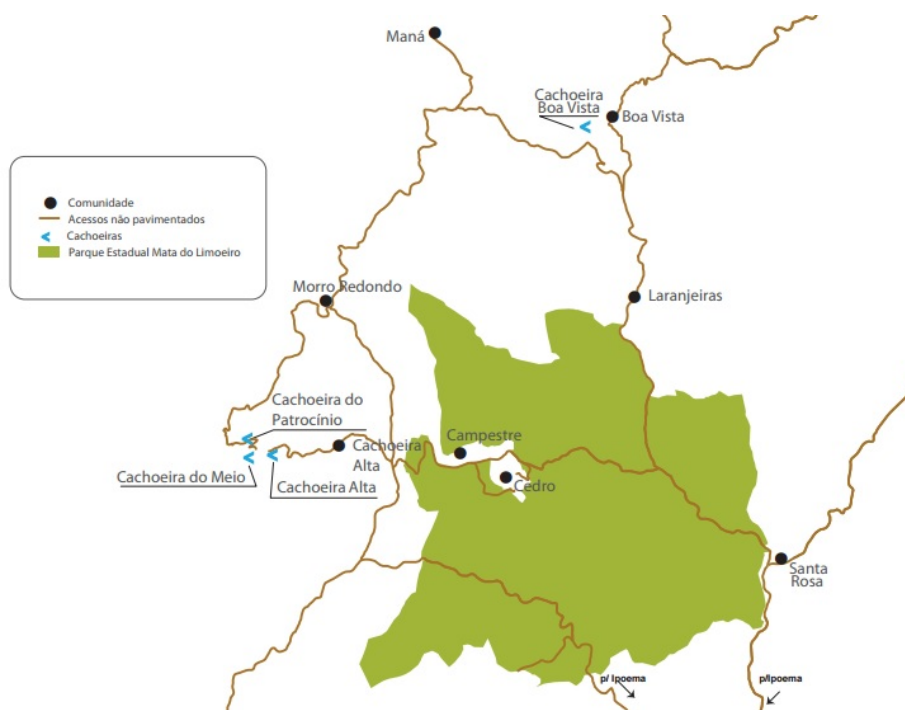 Maná
Cachoeira
Boa Vista
Boa Vista
Comunidade
Acessos não pavimentados
Cachoeiras
Parque Estadual Mata do Limoeiro
Morro Redondo
Laranjeiras
Cachoeira do
Patrocínio
Cachoeira
Alta
Campestre
Cachoeira do Meio
Cachoeira Alta
Cedro
Santa
Rosa
p/ Ipoema
p/Ipoema